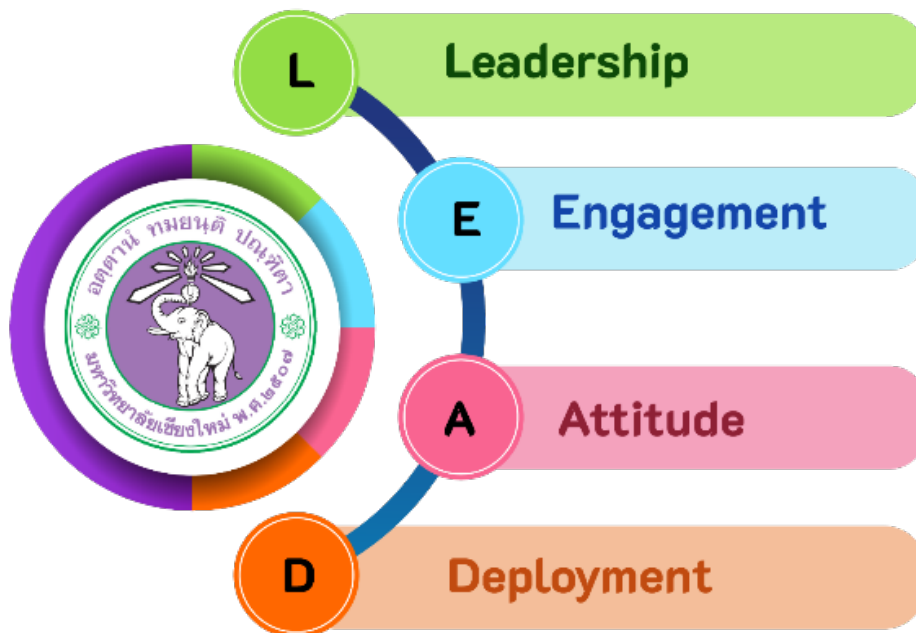 L
Leadership
E
Engagement
A
Attitude
D
Deployment
อตฺตานํ ทมยนฺติ ปณฺฑิตา
มหาวิทยาลัยเชียงใหม่ พ.ศ.๒๕๐๗